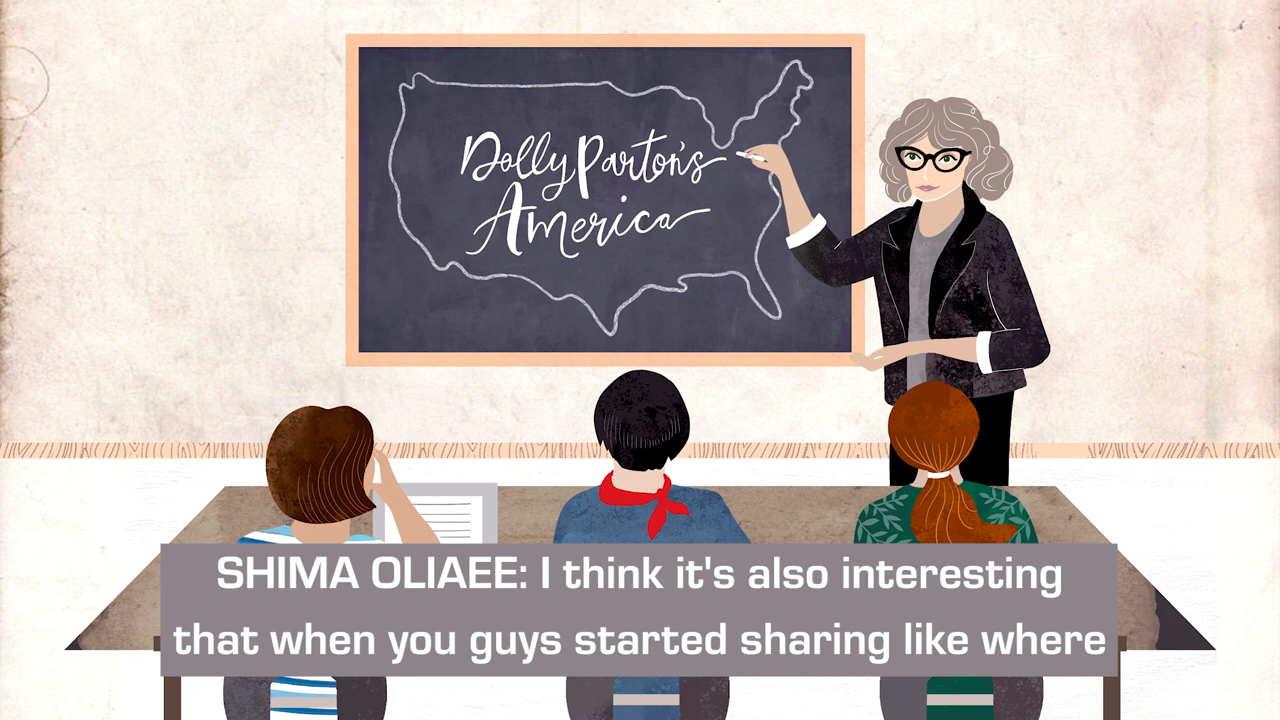 Dolly Parton's
America
SHIMA OLIAEE: I think it's also interesting
that when you guys started sharing like where